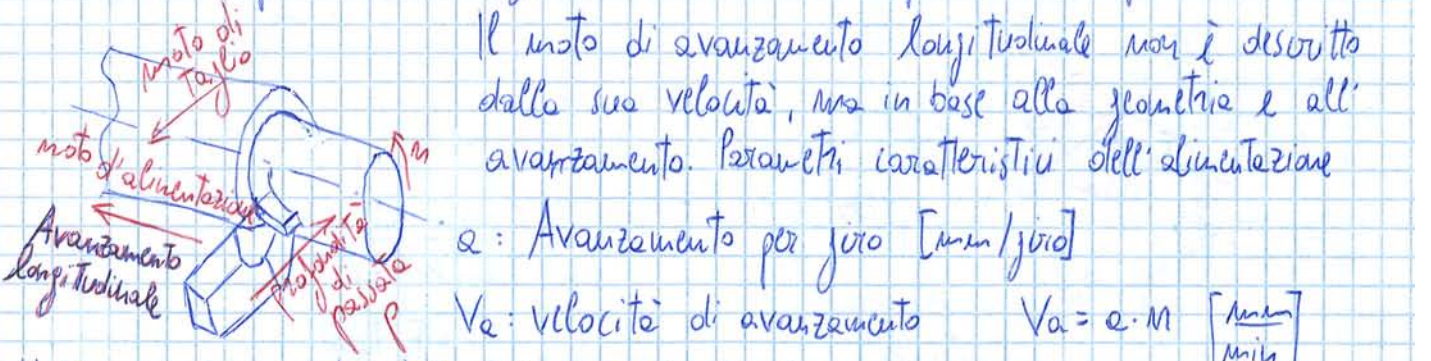 moto di
taglio
moto
d'alimentazione
Avanzamento
longitudinale
n
profondità
di
passata
p
Il moto di avanzamento longitudinale non è descritto
dalla sua velocità, ma in base alla geometria e all'
avanzamento. Parametri caratteristici dell'alimentazione
a : Avanzamento per giro [mm/giro]
Va : velocità di avanzamento Va = a · n [mm/min]